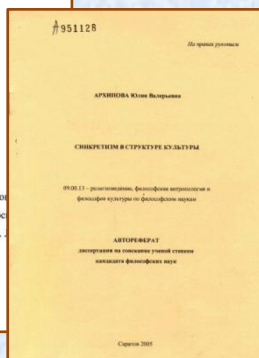 А951128
На правах рукописи
АРХИПОВА Юлия Валерьевна
СИНКРЕТИЗМ В СТРУКТУРЕ КУЛЬТУРЫ
09.00.13 – религиоведение, философская антропология и
философия культуры по философским наукам
АВТОРЕФЕРАТ
диссертации на соискание ученой степени
кандидата философских наук
Саратов 2005